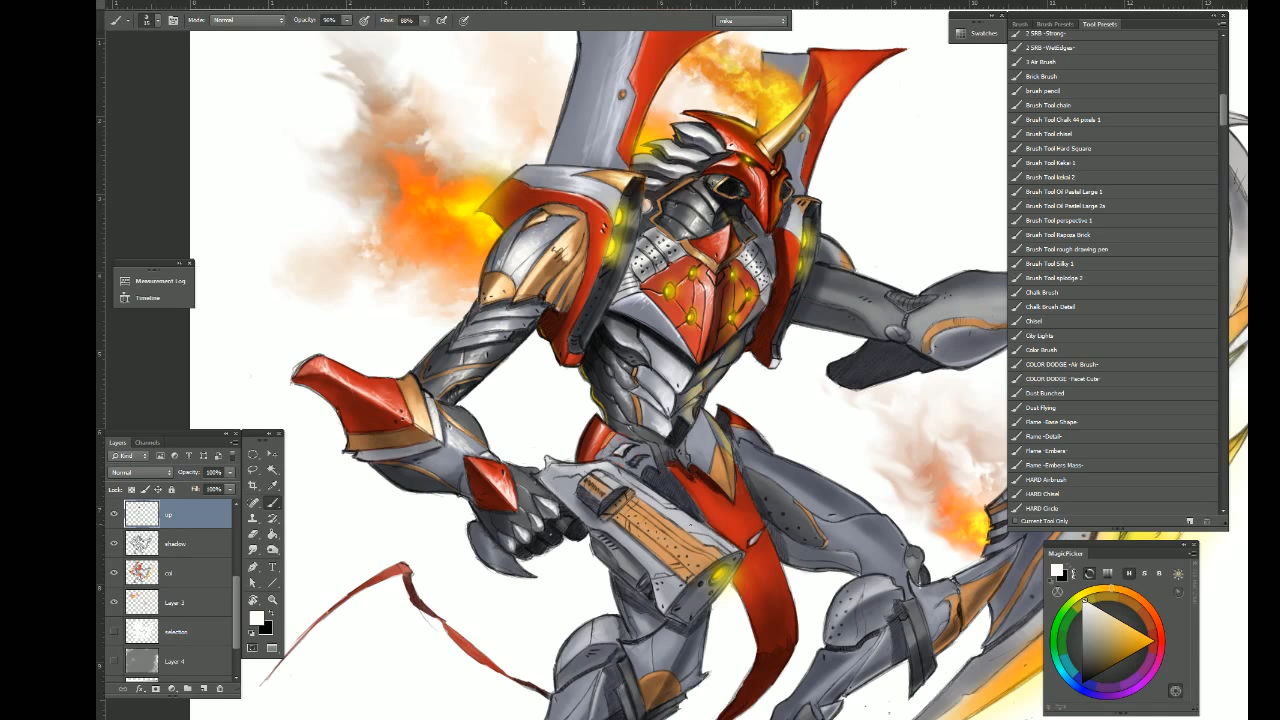 Mode: Normal Opacity: 96% Flow: 88% mike
Swatches
Brush Brush Presets Tool Presets
2 SRB -Strong-
2 SRB -WetEdges-
3 Air Brush
Brick Brush
brush pencil
Brush Tool chain
Brush Tool Chalk 44 pixels 1
Brush Tool chisel
Brush Tool Hard Square
Brush Tool Kekai 1
Brush Tool kekai 2
Brush Tool Oil Pastel Large 1
Brush Tool Oil Pastel Large 2a
Brush Tool perspective 1
Brush Tool Rapoza Brick
Brush Tool rough drawing pen
Brush Tool Silky 1
Brush Tool splodge 2
Chalk Brush
Chalk Brush Detail
Chisel
City Lights
Color Brush
COLOR DODGE -Air Brush-
COLOR DODGE -Facet Cuts-
Dust Bunched
Dust Flying
Flame -Base Shape-
Flame -Detail-
Flame -Embers-
Flame -Embers Mass-
HARD Airbrush
HARD Chisel
HARD Circle
Current Tool Only
Measurement Log
Timeline
Layers Channels
Kind
Normal Opacity: 100%
Lock: Fill: 100%
up
shadow
col
Layer 3
selection
Layer 4
MagicPicker
H S B